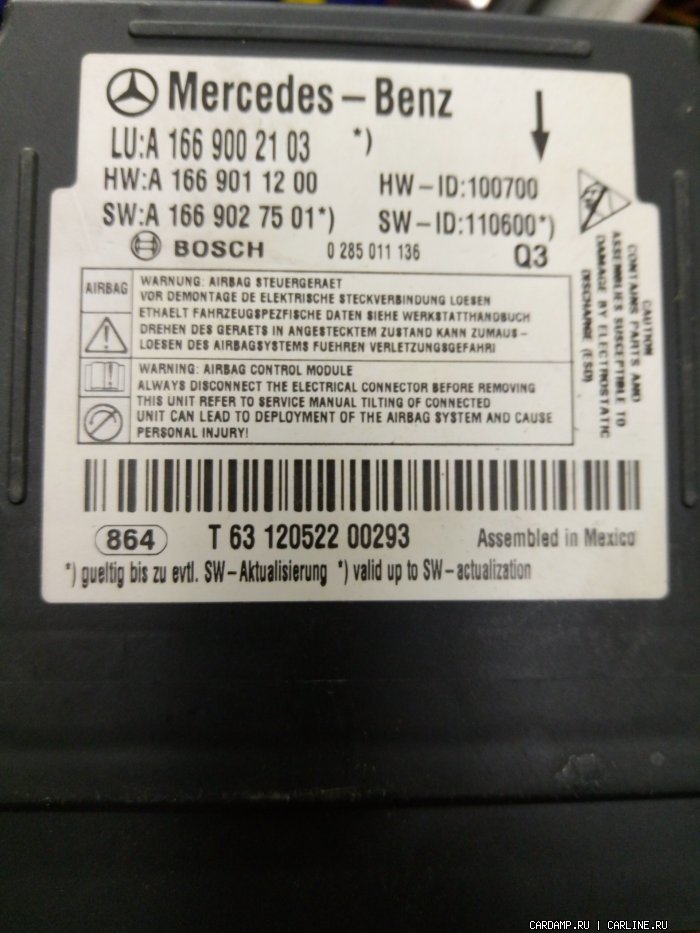 Mercedes-Benz
LU:A 166 900 21 03 *)
HW:A 166 901 12 00 HW-ID:100700
SW:A 166 902 75 01*) SW-ID:110600*)
BOSCH 0 285 011 136 Q3
CAUTION
CONTAINS PARTS AND
ASSEMBLIES SUSCEPTIBLE TO
DAMAGE BY ELECTROSTATIC
DISCHARGE (ESD)
AIRBAG
WARNUNG: AIRBAG STEUERGERAET
VOR DEMONTAGE DE ELEKTRISCHE STECKVERBINDUNG LOESEN
ETHAELT FAHRZEUGSPEZFISCHE DATEN SIEHE WERKSTATTHANDBUCH
DREHEN DES GERAETS IN ANGESTECKTEM ZUSTAND KANN ZUMAUS-
LOESEN DES AIRBAGSYSTEMS FUEHREN VERLETZUNGSGEFAHR!
WARNING: AIRBAG CONTROL MODULE
ALWAYS DISCONNECT THE ELECTRICAL CONNECTOR BEFORE REMOVING
THIS UNIT REFER TO SERVICE MANUAL TILTING OF CONNECTED
UNIT CAN LEAD TO DEPLOYMENT OF THE AIRBAG SYSTEM AND CAUSE
PERSONAL INJURY!
864 T 63 120522 00293 Assembled in Mexico
*) gueltig bis zu evtl. SW-Aktualisierung *) valid up to SW-actualization
CARDAMP.RU | CARLINE.RU